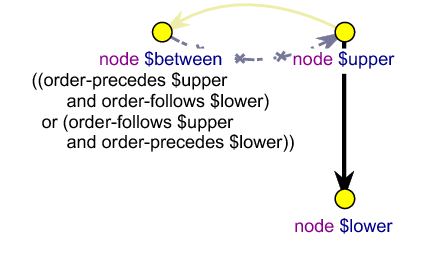 node $between
node $upper
((order-precedes $upper
and order-follows $lower)
or (order-follows $upper
and order-precedes $lower))
node $lower